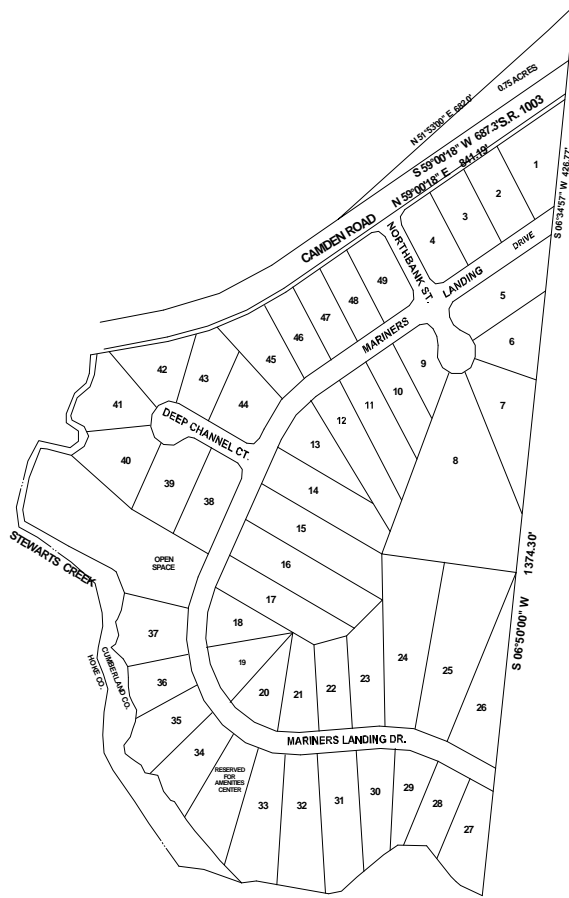 0.75 ACRES
N 51°53'00" E 682.0'
S 59°00'18" W 687.3'S.R. 1003
N 59°00'18" E 841.19'
CAMDEN ROAD
S 06°34'57" W 426.77'
1
2
3
4
NORTHBANK ST.
MARINERS LANDING DRIVE
49
48
47
46
45
5
6
7
8
9
10
11
12
13
14
15
16
17
18
19
20
21
22
23
24
25
26
42
43
44
41
DEEP CHANNEL CT.
40
39
38
OPEN
SPACE
STEWARTS CREEK
37
CUMBERLAND CO.
HOKE CO.
36
35
34
RESERVED
FOR
AMENITIES
CENTER
MARINERS LANDING DR.
33
32
31
30
29
28
27
S 06°50'00" W 1374.30'